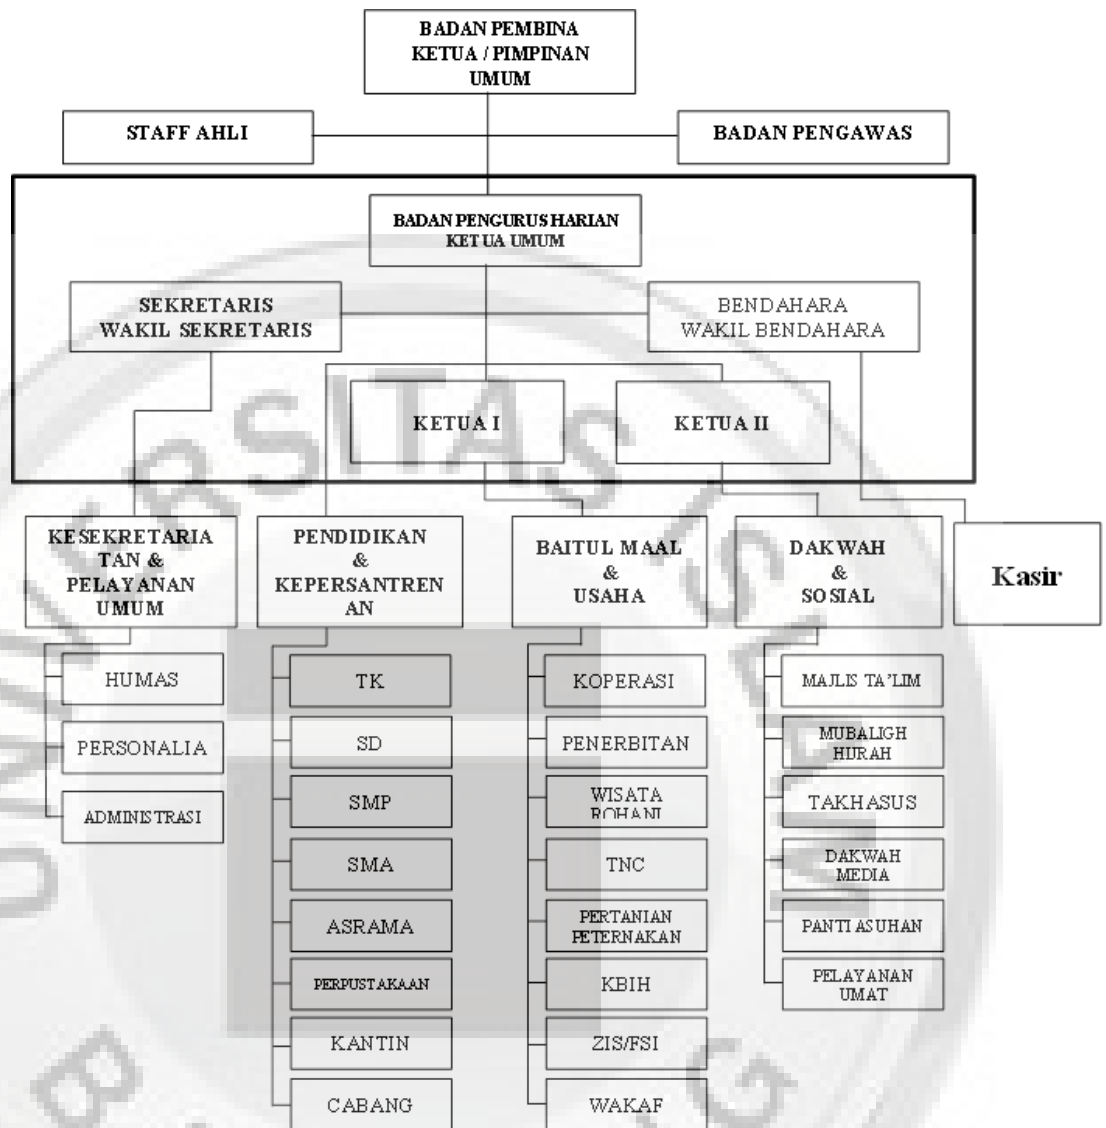 BADAN PEMBINA
KETUA / PIMPINAN
UMUM
STAFF AHLI
BADAN PENGAWAS
BADAN PENGURUS HARIAN
KETUA UMUM
SEKRETARIS
WAKIL SEKRETARIS
BENDAHARA
WAKIL BENDAHARA
KETUA I
KETUA II
KESEKRETARIA
TAN &
PELAYANAN
UMUM
PENDIDIKAN
&
KEPERSANTREN
AN
BAITUL MAAL
&
USAHA
DAKWAH
&
SOSIAL
Kasir
HUMAS
PERSONALIA
ADMINISTRASI
TK
SD
SMP
SMA
ASRAMA
PERPUSTAKAAN
KANTIN
CABANG
KOPERASI
PENERBITAN
WISATA
ROHANI
TNC
PERTANIAN
PETERNAKAN
KBIH
ZIS/FSI
WAKAF
MAJLIS TA’LIM
MUBALIGH
HIJRAH
TAKHASUS
DAKWAH
MEDIA
PANTI ASUHAN
PELAYANAN
UMAT
UNIVERSITAS ISLAM